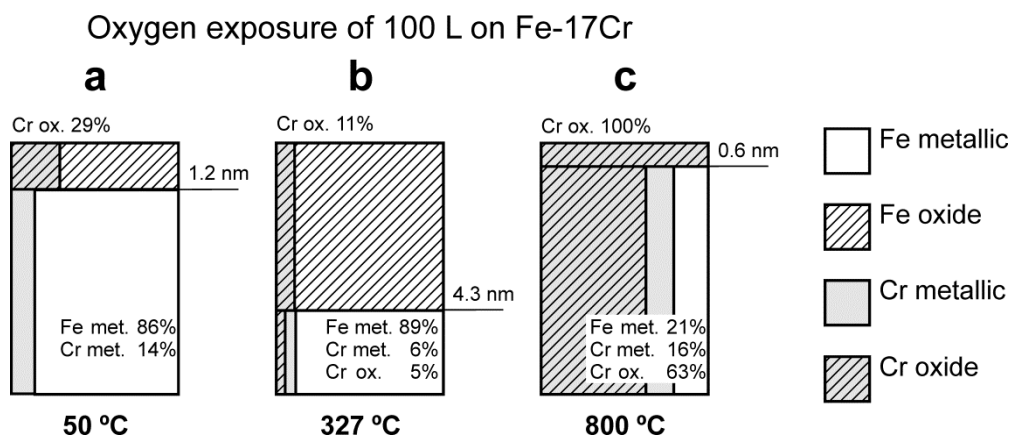 Oxygen exposure of 100 L on Fe-17Cr
a
b
c
Cr ox. 29%
Cr ox. 11%
Cr ox. 100%
1.2 nm
4.3 nm
0.6 nm
Fe met. 86%
Cr met. 14%
Fe met. 89%
Cr met. 6%
Cr ox. 5%
Fe met. 21%
Cr met. 16%
Cr ox. 63%
50 ºC
327 ºC
800 ºC
Fe metallic
Fe oxide
Cr metallic
Cr oxide